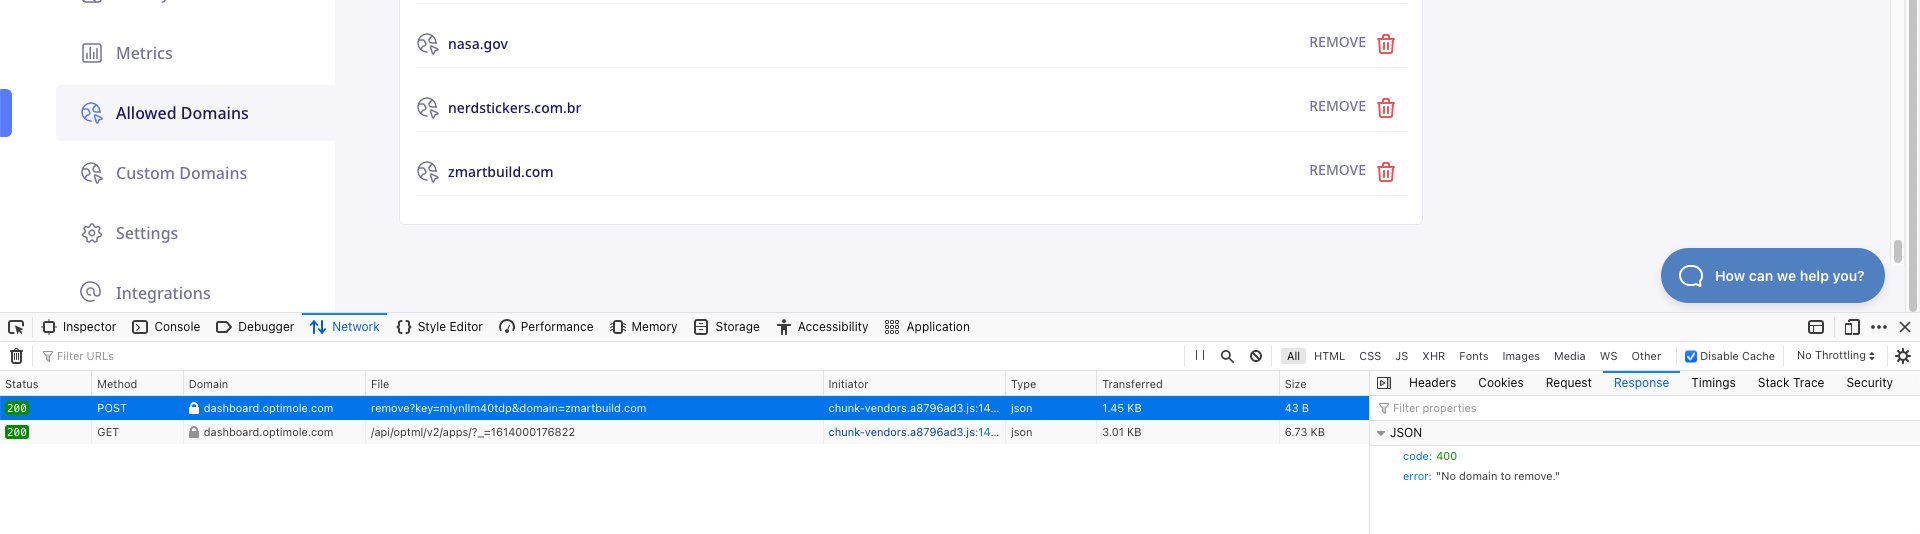 Metrics
Allowed Domains
Custom Domains
Settings
Integrations
nasa.gov REMOVE
nerdstickers.com.br REMOVE
zmartbuild.com REMOVE
How can we help you?
Inspector Console Debugger Network Style Editor Performance Memory Storage Accessibility Application
Filter URLs All HTML CSS JS XHR Fonts Images Media WS Other Disable Cache No Throttling
Status Method Domain File Initiator Type Transferred Size
200 POST dashboard.optimole.com remove?key=mlynllm40tdp&domain=zmartbuild.com chunk-vendors.a8796ad3.js:14... json 1.45 KB 43 B
200 GET dashboard.optimole.com /api/optml/v2/apps/?_=1614000176822 chunk-vendors.a8796ad3.js:14... json 3.01 KB 6.73 KB
Headers Cookies Request Response Timings Stack Trace Security
Filter properties
JSON
code: 400
error: "No domain to remove."